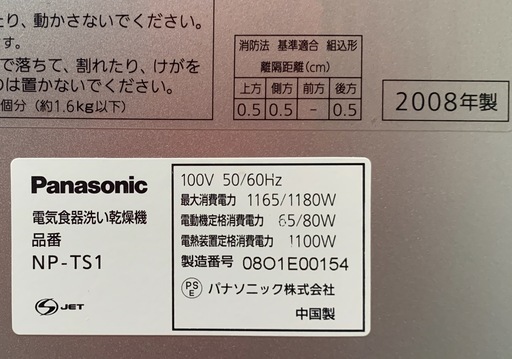 たり、動かさないでください。
す。
で落ちて、割れたり、けがを
のは置かないでください。
個分（約1.6kg以下）
消防法 基準適合 組込形
離隔距離(cm)
上方 側方 前方 後方
0.5 0.5 - 0.5
2008年製
Panasonic
電気食器洗い乾燥機
品番
NP-TS1
S JET
100V 50/60Hz
最大消費電力 1165/1180W
電動機定格消費電力 65/80W
電熱装置定格消費電力 1100W
製造番号 08O1E00154
PS
E
パナソニック株式会社
中国製